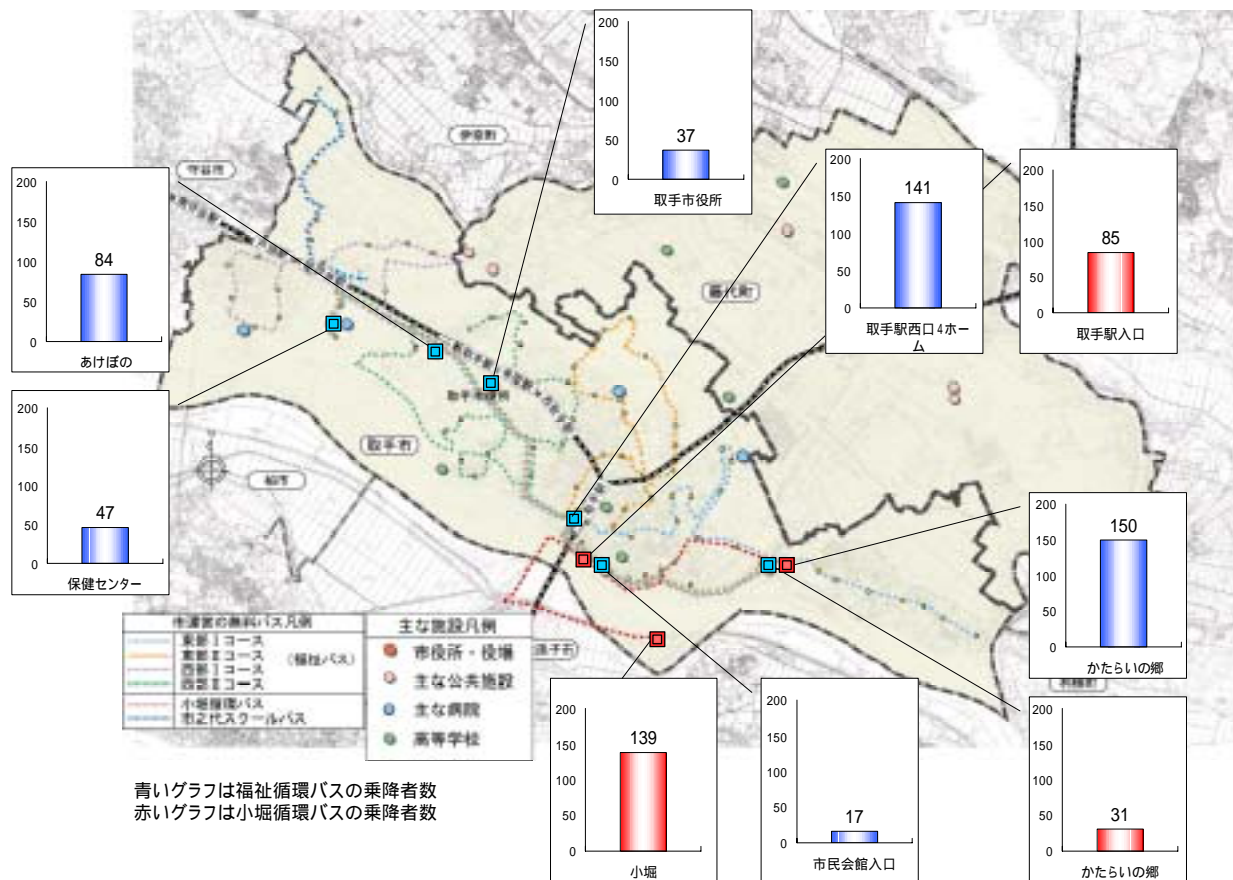 200
150
100
50
0
37
取手市役所
200
150
100
50
0
141
取手駅西口4ホーム
200
150
100
50
0
85
取手駅入口
200
150
100
50
0
84
あけぼの
200
150
100
50
0
47
保健センター
守谷市
伊奈町
藤代町
取手市
取手市役所
柏市
我孫子市
利根町
200
150
100
50
0
150
かたらいの郷
市運営の無料バス凡例
東部Ⅰコース
東部Ⅱコース
(福祉バス)
西部Ⅰコース
西部Ⅱコース
小堀循環バス
市之代スクールバス
主な施設凡例
市役所・役場
主な公共施設
主な病院
高等学校
青いグラフは福祉循環バスの乗降者数
赤いグラフは小堀循環バスの乗降者数
200
150
100
50
0
139
小堀
200
150
100
50
0
17
市民会館入口
200
150
100
50
0
31
かたらいの郷